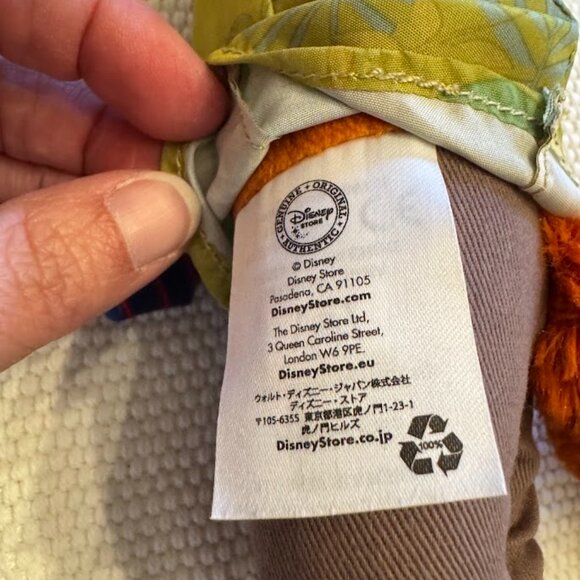 GENUINE • ORIGINAL
Disney
STORE
AUTHENTIC
© Disney
Disney Store
Pasadena, CA 91105
DisneyStore.com
The Disney Store Ltd,
3 Queen Caroline Street,
London W6 9PE.
DisneyStore.eu
ウォルト・ディズニー・ジャパン株式会社
ディズニー・ストア
〒105-6355 東京都港区虎ノ門1-23-1
虎ノ門ヒルズ
DisneyStore.co.jp
100%